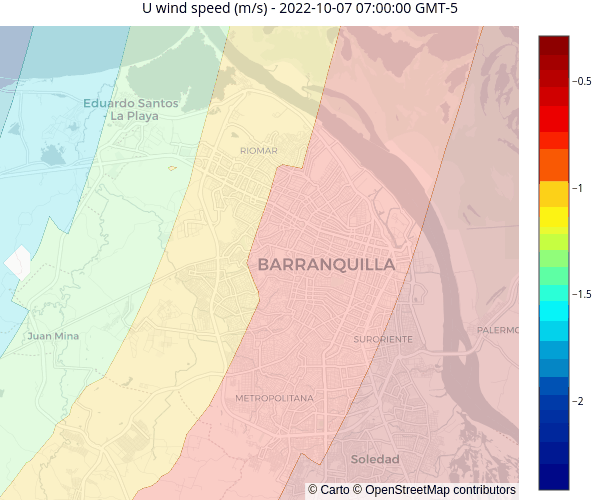 U wind speed (m/s) - 2022-10-07 07:00:00 GMT-5
−0.5
Eduardo Santos
La Playa
RIOMAR
−1
BARRANQUILLA
−1.5
Juan Mina
PALERMO
SURORIENTE
−2
METROPOLITANA
Soledad
© Carto © OpenStreetMap contributors